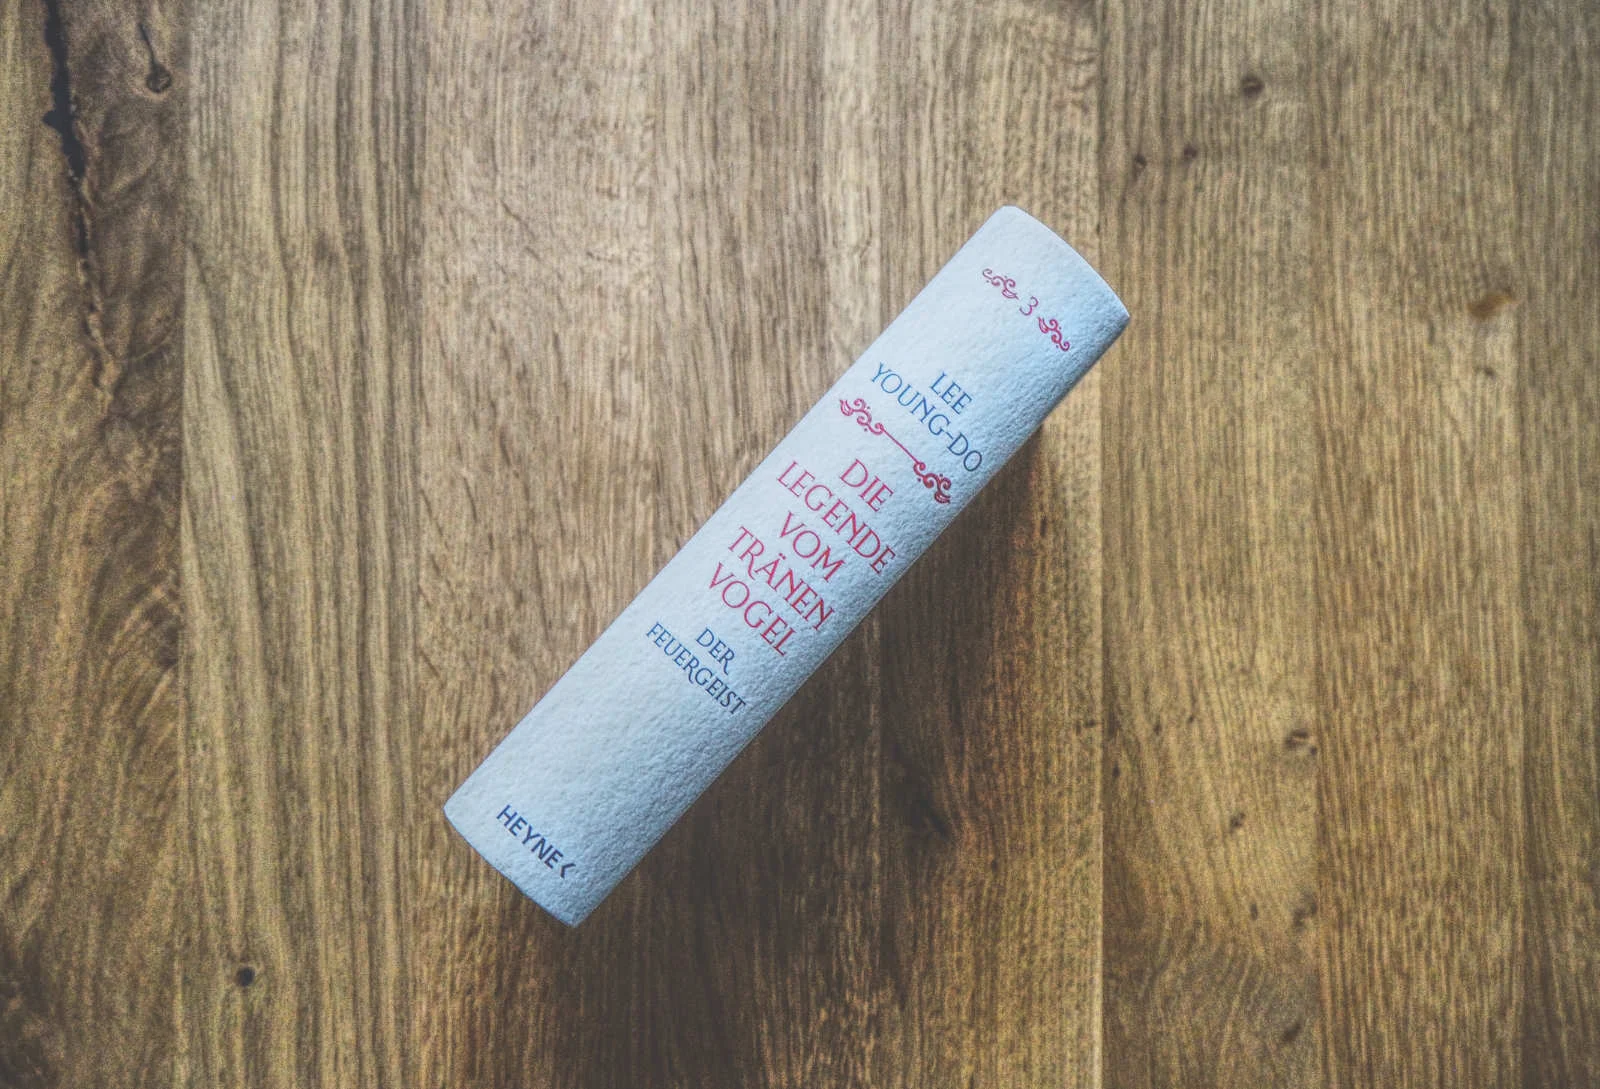 3
LEE
YOUNG-DO
DIE
LEGENDE
VOM
TRÄNEN
VOGEL
DER
FEUERGEIST
HEYNE